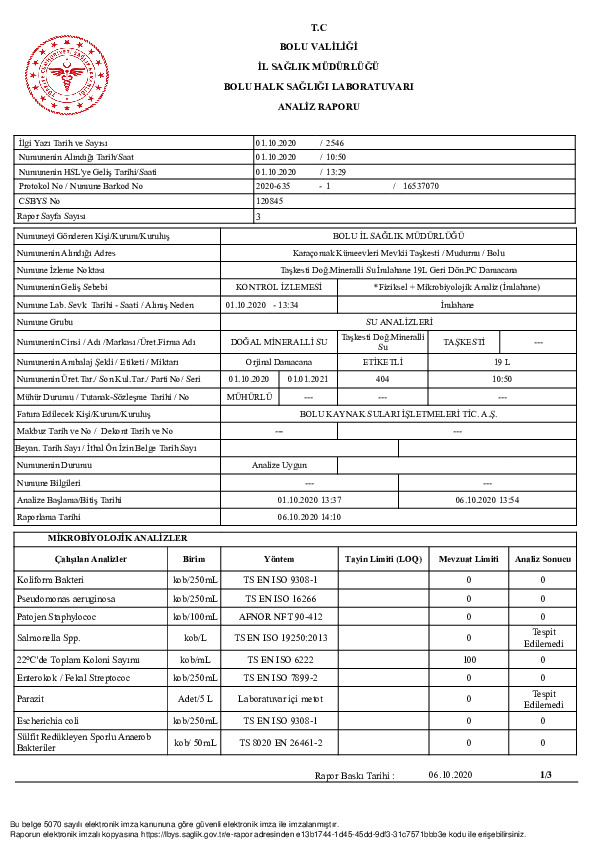 T.C
BOLU VALİLİĞİ
İL SAĞLIK MÜDÜRLÜĞÜ
BOLU HALK SAĞLIĞI LABORATUVARI
ANALİZ RAPORU
İlgi Yazı Tarih ve Sayısı 01.10.2020 / 2546
Numunenin Alındığı Tarih/Saat 01.10.2020 / 10:50
Numunenin HSL'ye Geliş Tarihi/Saati 01.10.2020 / 13:29
Protokol No / Numune Barkod No 2020-635 - 1 / 16537070
CSBYS No 120845
Rapor Sayfa Sayısı 3
Numuneyi Gönderen Kişi/Kurum/Kuruluş BOLU İL SAĞLIK MÜDÜRLÜĞÜ
Numunenin Alındığı Adres Karaçomak Kümeevleri Mevkii Taşkesti / Mudurnu / Bolu
Numune İzleme Noktası Taşkesti Doğ.Mineralli Su İmlahane 19L Geri Dön.PC Damacana
Numunenin Geliş Sebebi KONTROL İZLEMESİ *Fiziksel + Mikrobiyolojik Analiz (İmlahane)
Numune Lab. Sevk Tarihi - Saati / Alınış Neden 01.10.2020 - 13:34 İmlahane
Numune Grubu SU ANALİZLERİ
Numunenin Cinsi / Adı /Markası /Üret.Firma Adı DOĞAL MİNERALLİ SU Taşkesti Doğ.Mineralli Su TAŞKESTİ ---
Numunenin Ambalaj Şekli / Etiketi / Miktarı Orjinal Damacana ETİKETLİ 19 L
Numunenin Üret.Tar./ Son Kul.Tar./ Parti No/ Seri 01.10.2020 01.01.2021 404 10:50
Mühür Durumu / Tutanak-Sözleşme Tarihi / No MÜHÜRLÜ --- --- ---
Fatura Edilecek Kişi/Kurum/Kuruluş BOLU KAYNAK SULARI İŞLETMELERİ TİC. A.Ş.
Makbuz Tarih ve No / Dekont Tarih ve No --- ---
Beyan. Tarih Sayı / İthal Ön İzin Belge Tarih Sayı
Numunenin Durumu Analize Uygun
Numune Bilgileri --- ---
Analize Başlama/Bitiş Tarihi 01.10.2020 13:37 06.10.2020 13:54
Raporlama Tarihi 06.10.2020 14:10
MİKROBİYOLOJİK ANALİZLER
Çalışılan Analizler Birim Yöntem Tayin Limiti (LOQ) Mevzuat Limiti Analiz Sonucu
Koliform Bakteri kob/250mL TS EN ISO 9308-1 0 0
Pseudomonas aeruginosa kob/250mL TS EN ISO 16266 0 0
Patojen Staphylococ kob/100mL AFNOR NF T 90-412 0 0
Salmonella Spp. kob/L TS EN ISO 19250:2013 0 Tespit Edilemedi
22ºC'de Toplam Koloni Sayımı kob/mL TS EN ISO 6222 100 0
Enterokok / Fekal Streptococ kob/250mL TS EN ISO 7899-2 0 0
Parazit Adet/5 L Laboratuvar içi metot 0 Tespit Edilemedi
Escherichia coli kob/250mL TS EN ISO 9308-1 0 0
Sülfit Redükleyen Sporlu Anaerob Bakteriler kob/ 50mL TS 8020 EN 26461-2 0 0
Rapor Baskı Tarihi : 06.10.2020 1/3
Bu belge 5070 sayılı elektronik imza kanununa göre güvenli elektronik imza ile imzalanmıştır.
Raporun elektronik imzalı kopyasına https://lbys.saglik.gov.tr/e-rapor adresinden e13b1744-1d45-45dd-9df3-31c7571bbb3e kodu ile erişebilirsiniz.